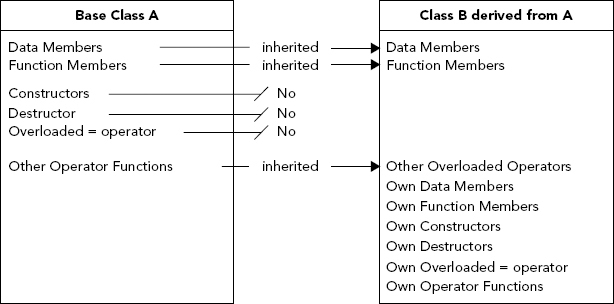 Base Class A Class B derived from A
Data Members inherited Data Members
Function Members inherited Function Members
Constructors No
Destructor No
Overloaded = operator No
Other Operator Functions inherited Other Overloaded Operators
Own Data Members
Own Function Members
Own Constructors
Own Destructors
Own Overloaded = operator
Own Operator Functions